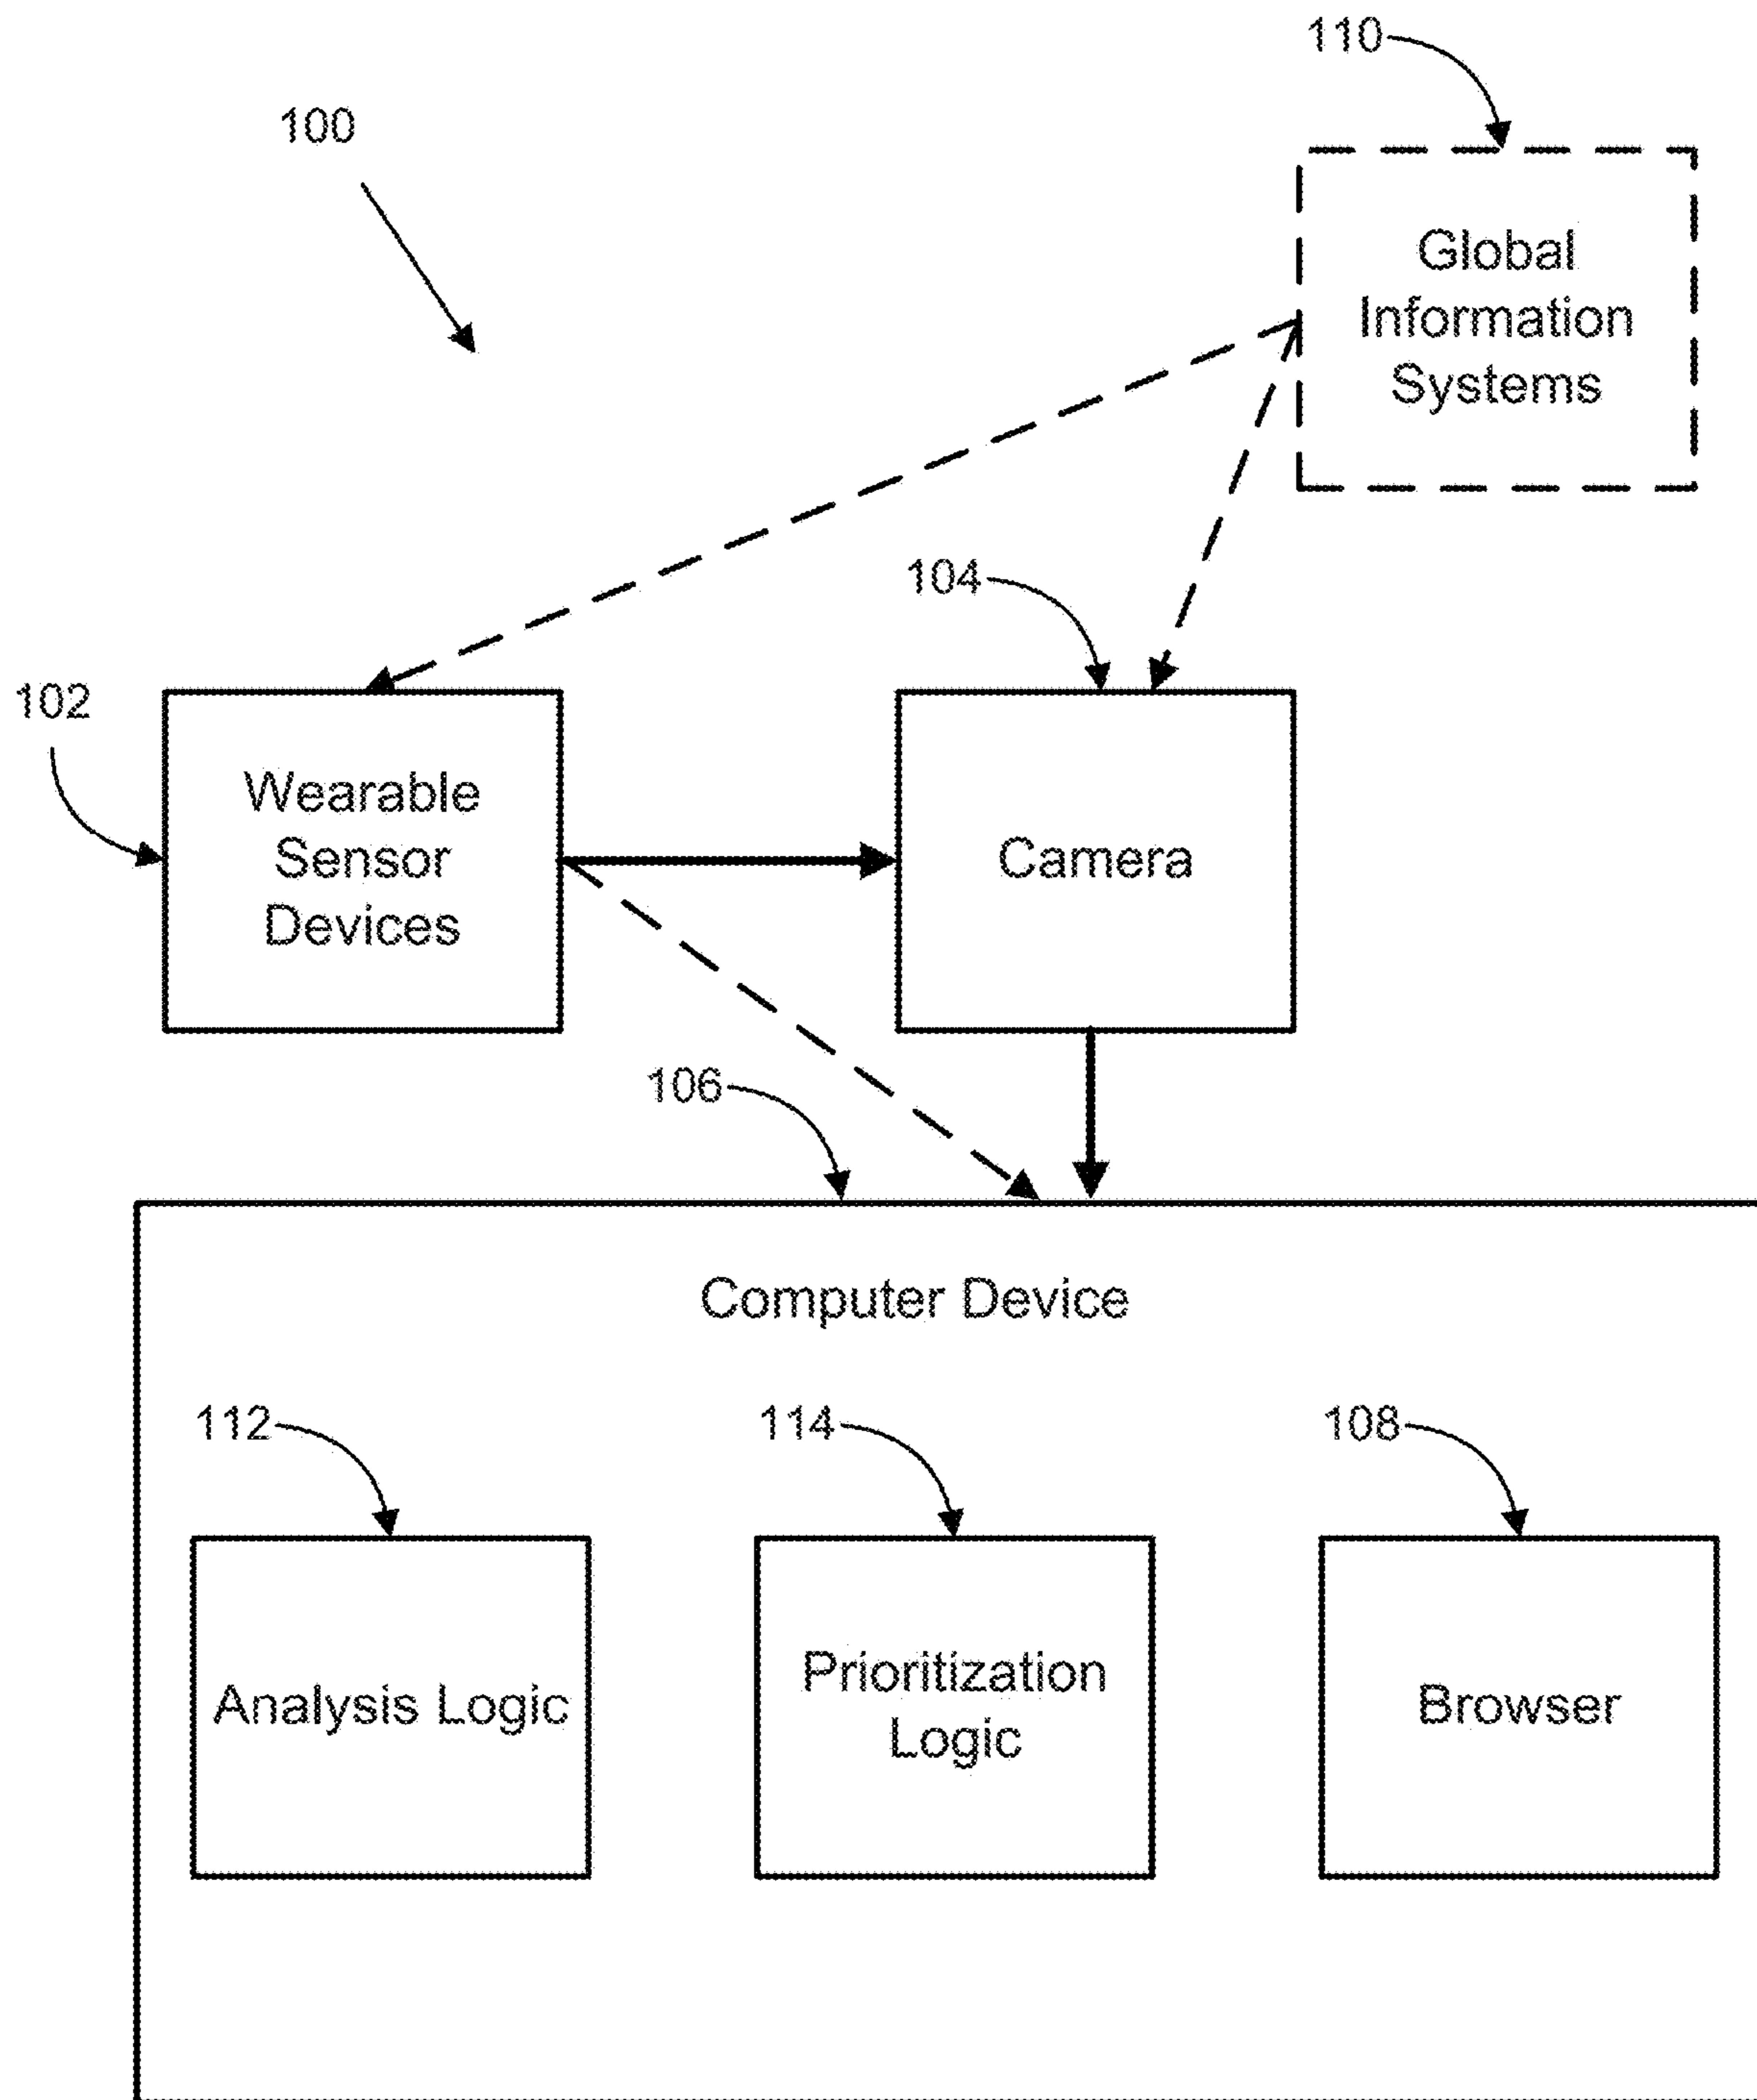 110
100
Global
Information
Systems
104
102
Wearable
Sensor
Devices
Camera
106
Computer Device
112
114
108
Analysis Logic
Prioritization
Logic
Browser